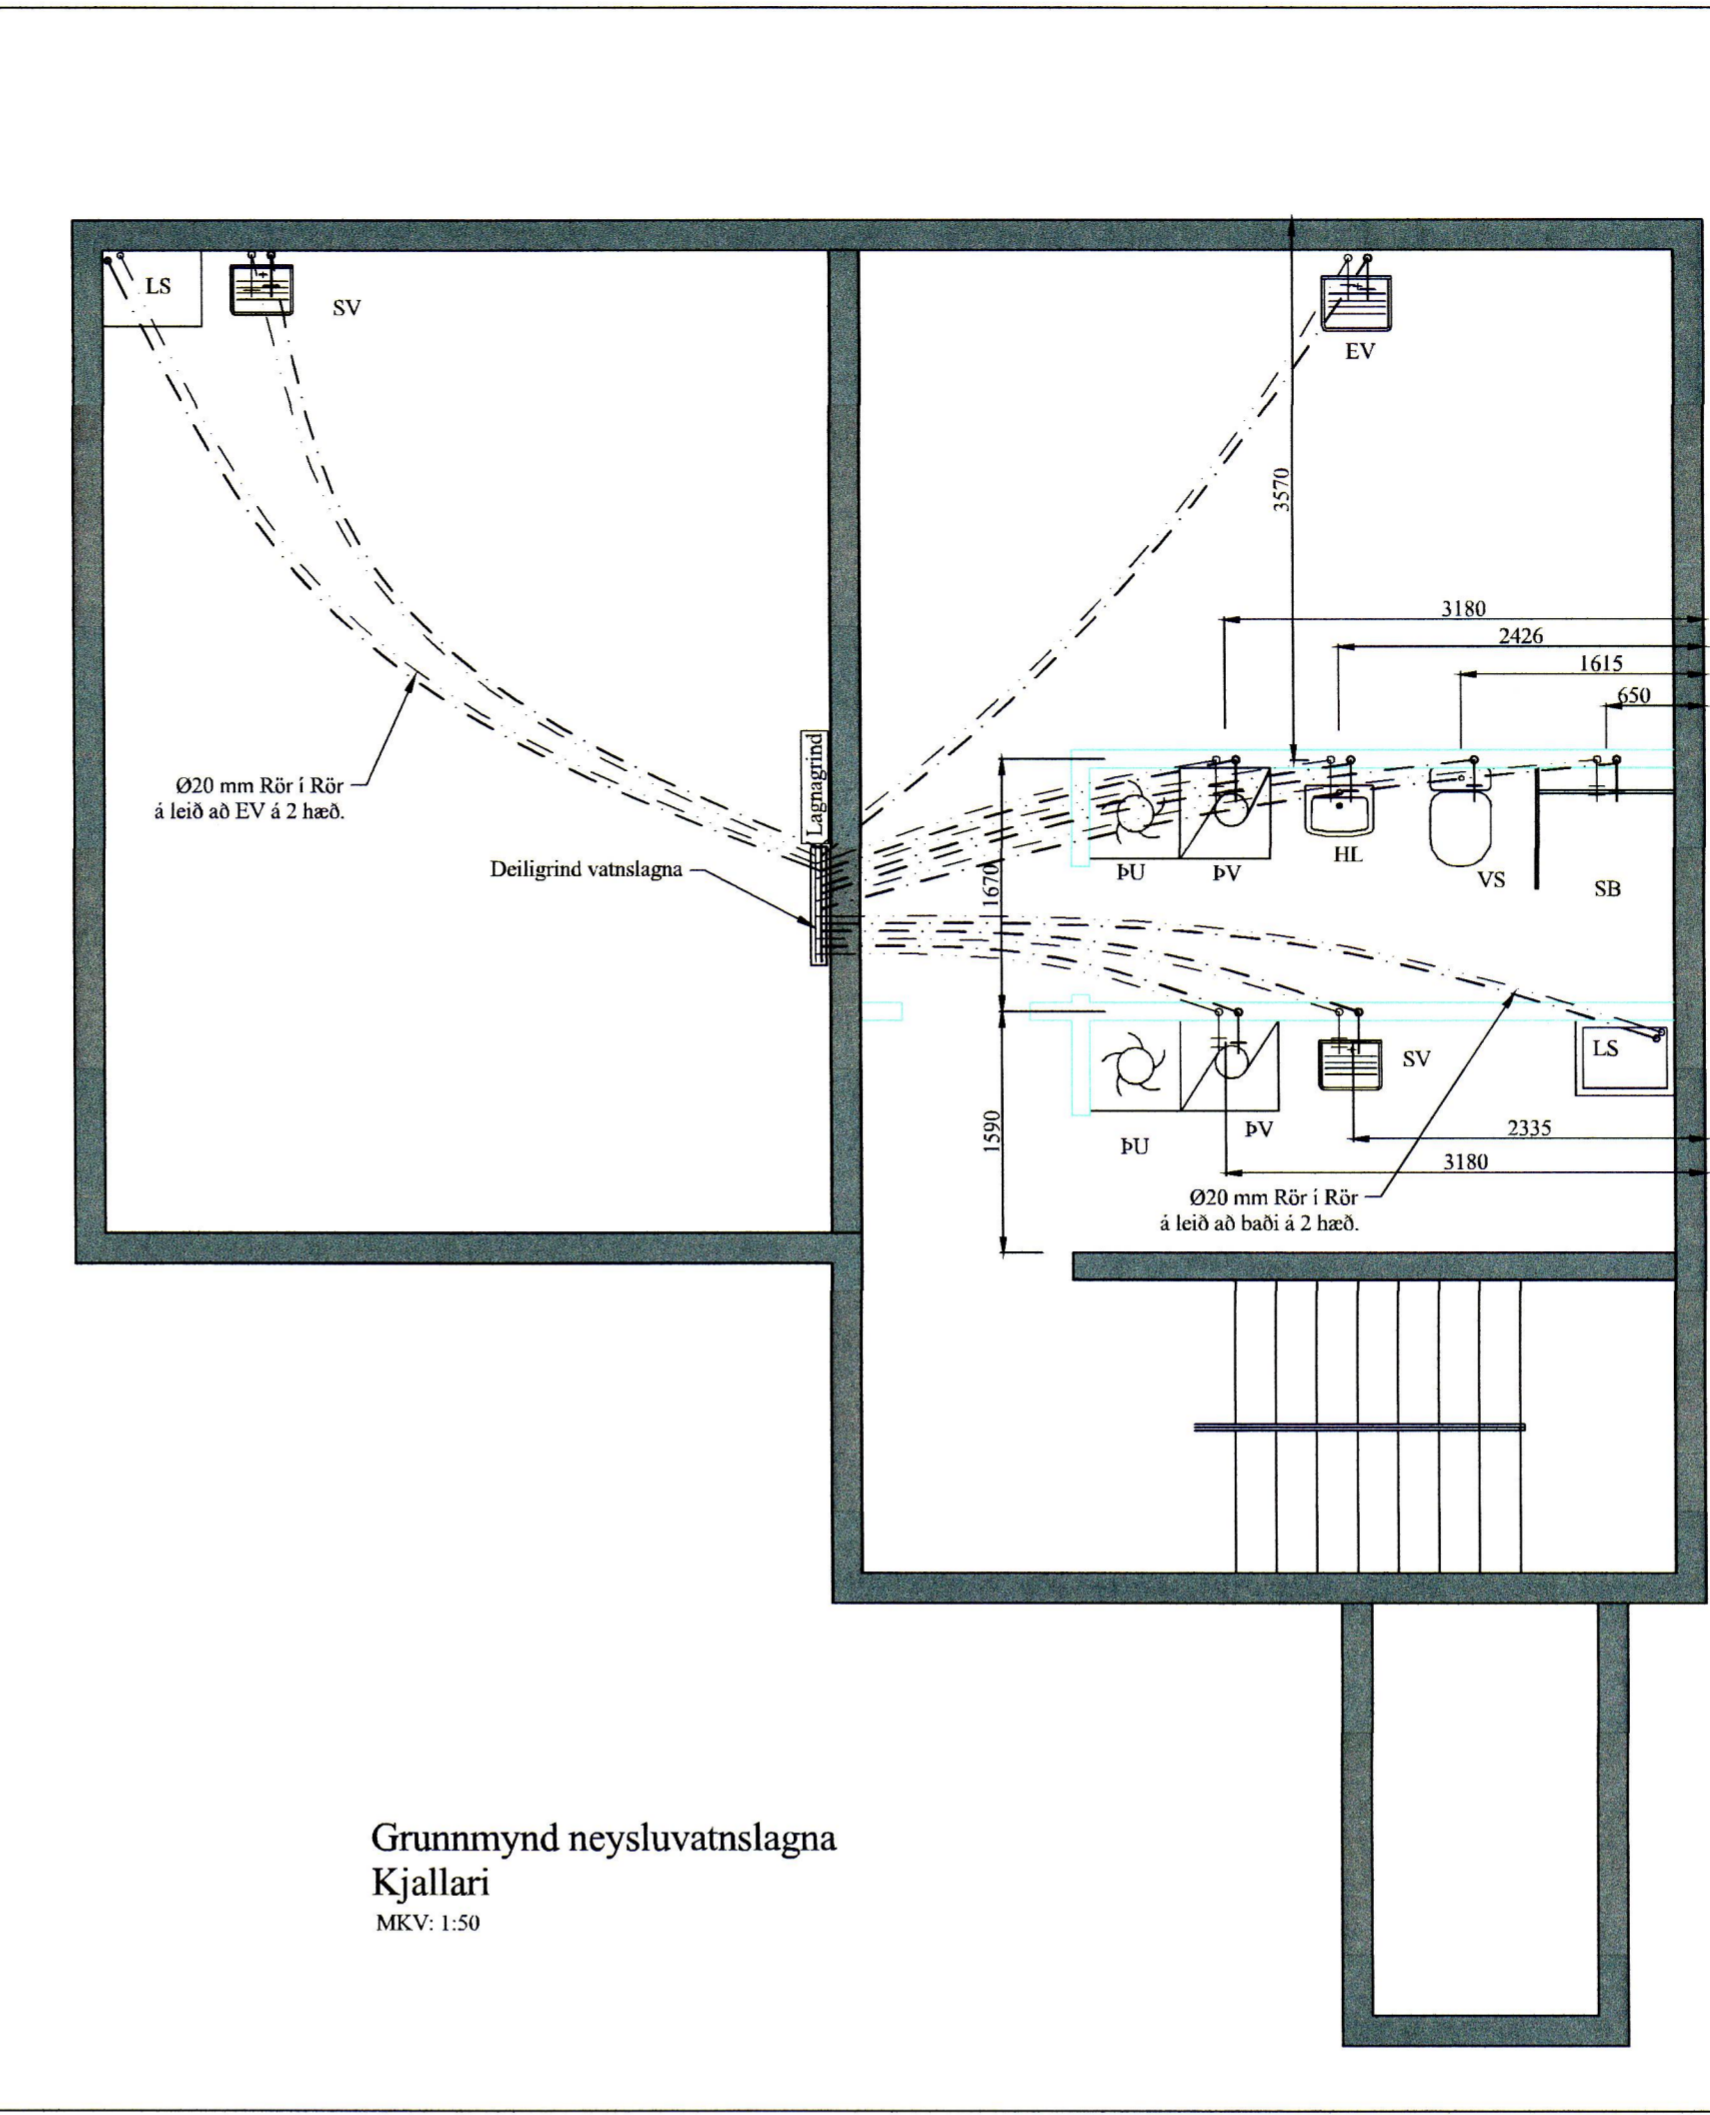 LS
SV
EV
3570
3180
2426
1615
650
Lagnagrind
Ø20 mm Rör í Rör
á leið að EV á 2 hæð.
Deiligrind vatnslagna
1670
ÞU
ÞV
HL
VS
SB
SV
LS
1590
ÞU
ÞV
2335
3180
Ø20 mm Rör í Rör
á leið að baði á 2 hæð.
Grunnmynd neysluvatnslagna
Kjallari
MKV: 1:50